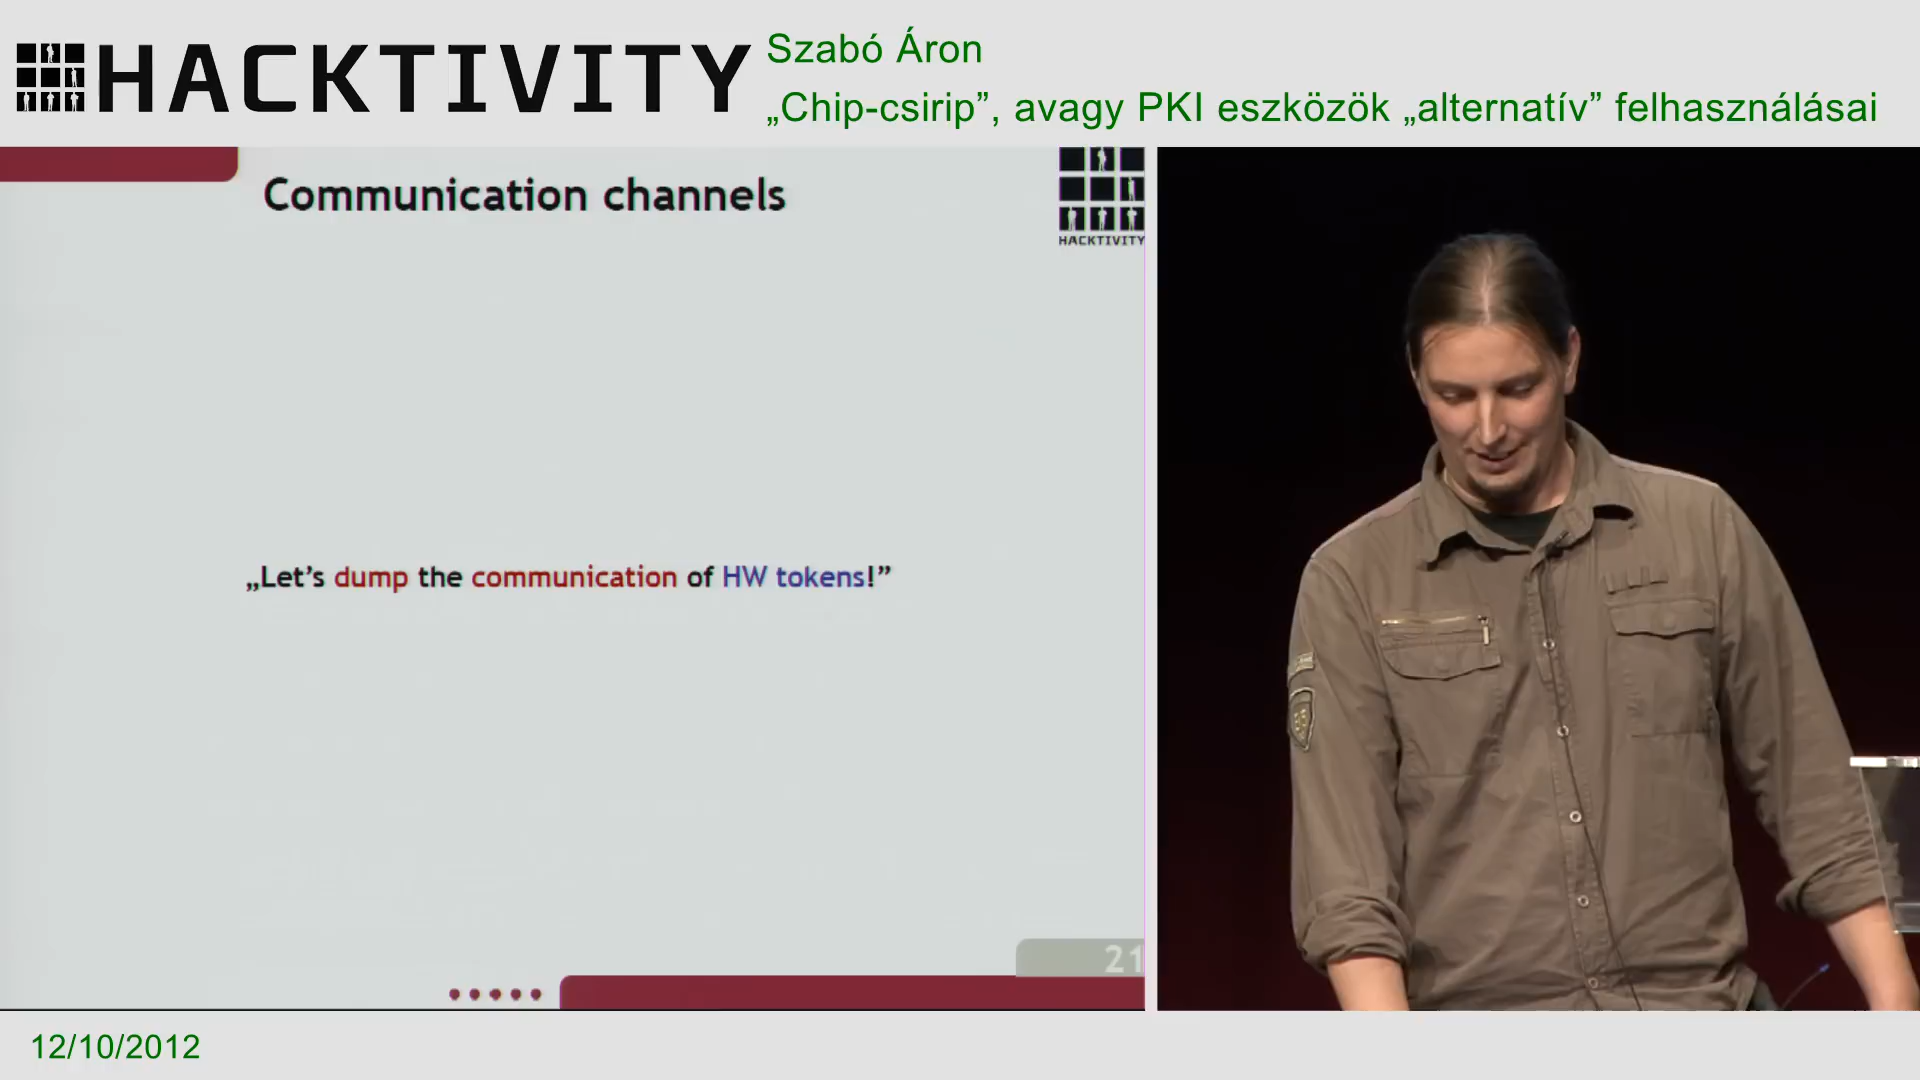 HACKTIVITY
Szabó Áron
„Chip-csirip”, avagy PKI eszközök „alternatív” felhasználásai
Communication channels
HACKTIVITY
„Let’s dump the communication of HW tokens!”
21
12/10/2012